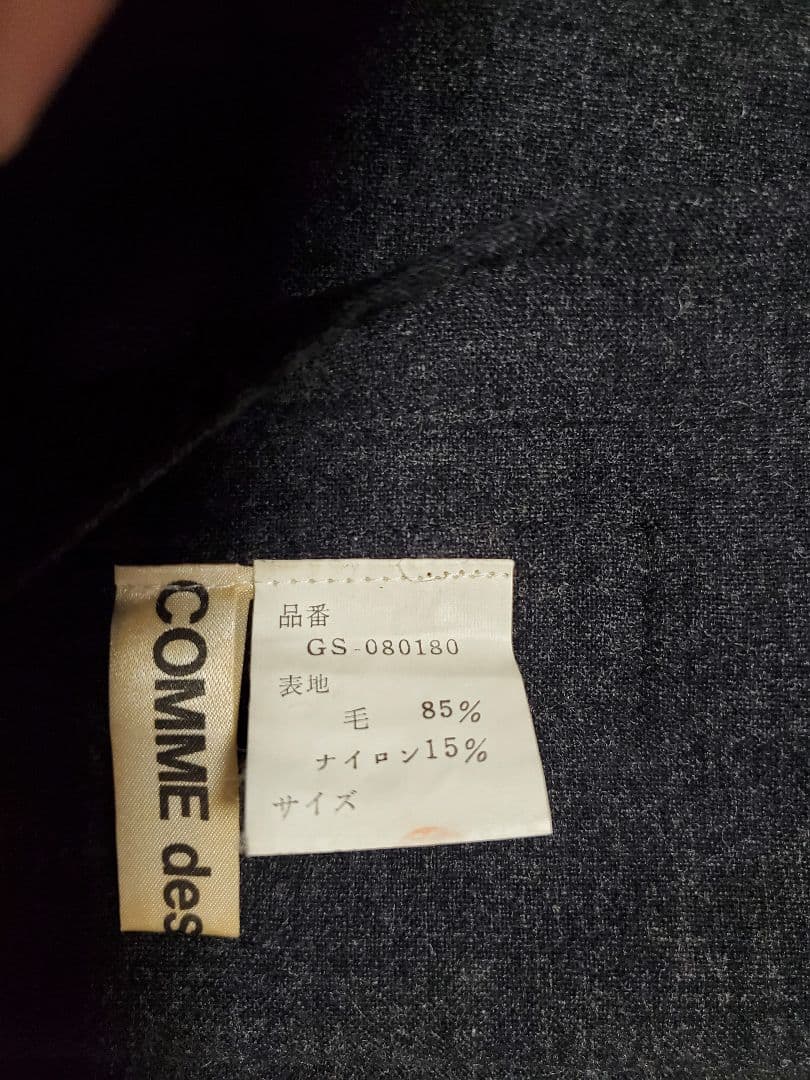 COMME des
品番
GS-080180
表地
毛 85%
ナイロン15%
サイズ